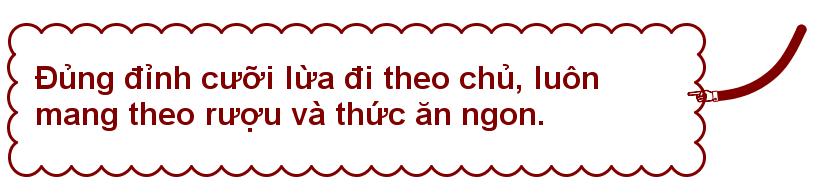 Đủng đỉnh cưỡi lừa đi theo chủ, luôn
mang theo rượu và thức ăn ngon.